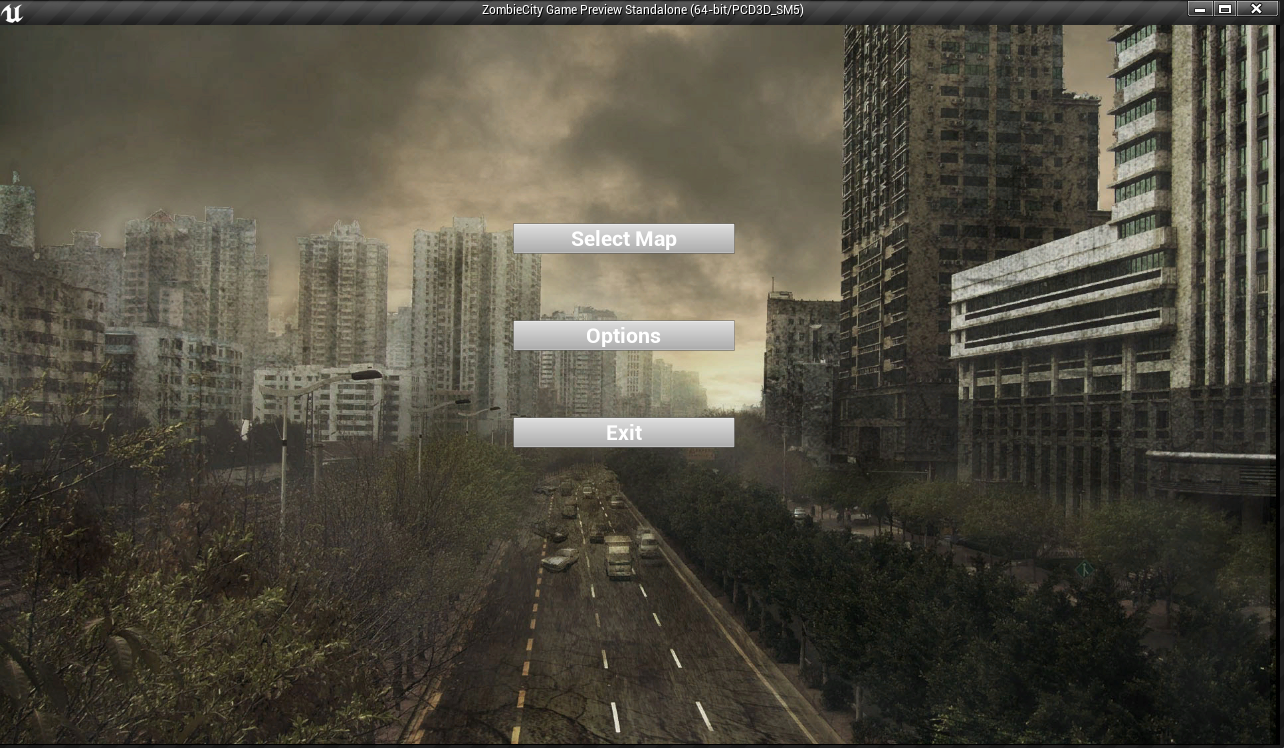 ZombieCity Game Preview Standalone (64-bit/PCD3D_SM5)
Select Map
Options
Exit